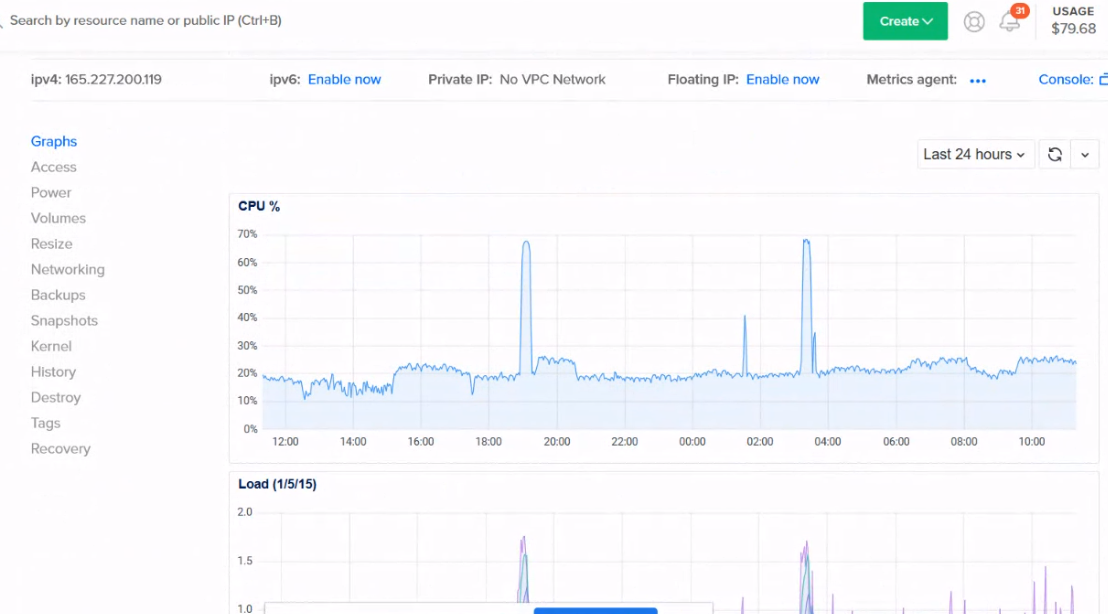 Search by resource name or public IP (Ctrl+B)
Create
31
USAGE
$79.68
ipv4: 165.227.200.119
ipv6: Enable now
Private IP: No VPC Network
Floating IP: Enable now
Metrics agent: •••
Console:
Graphs
Access
Power
Volumes
Resize
Networking
Backups
Snapshots
Kernel
History
Destroy
Tags
Recovery
Last 24 hours
CPU %
70%
60%
50%
40%
30%
20%
10%
0%
12:00 14:00 16:00 18:00 20:00 22:00 00:00 02:00 04:00 06:00 08:00 10:00
Load (1/5/15)
2.0
1.5
1.0